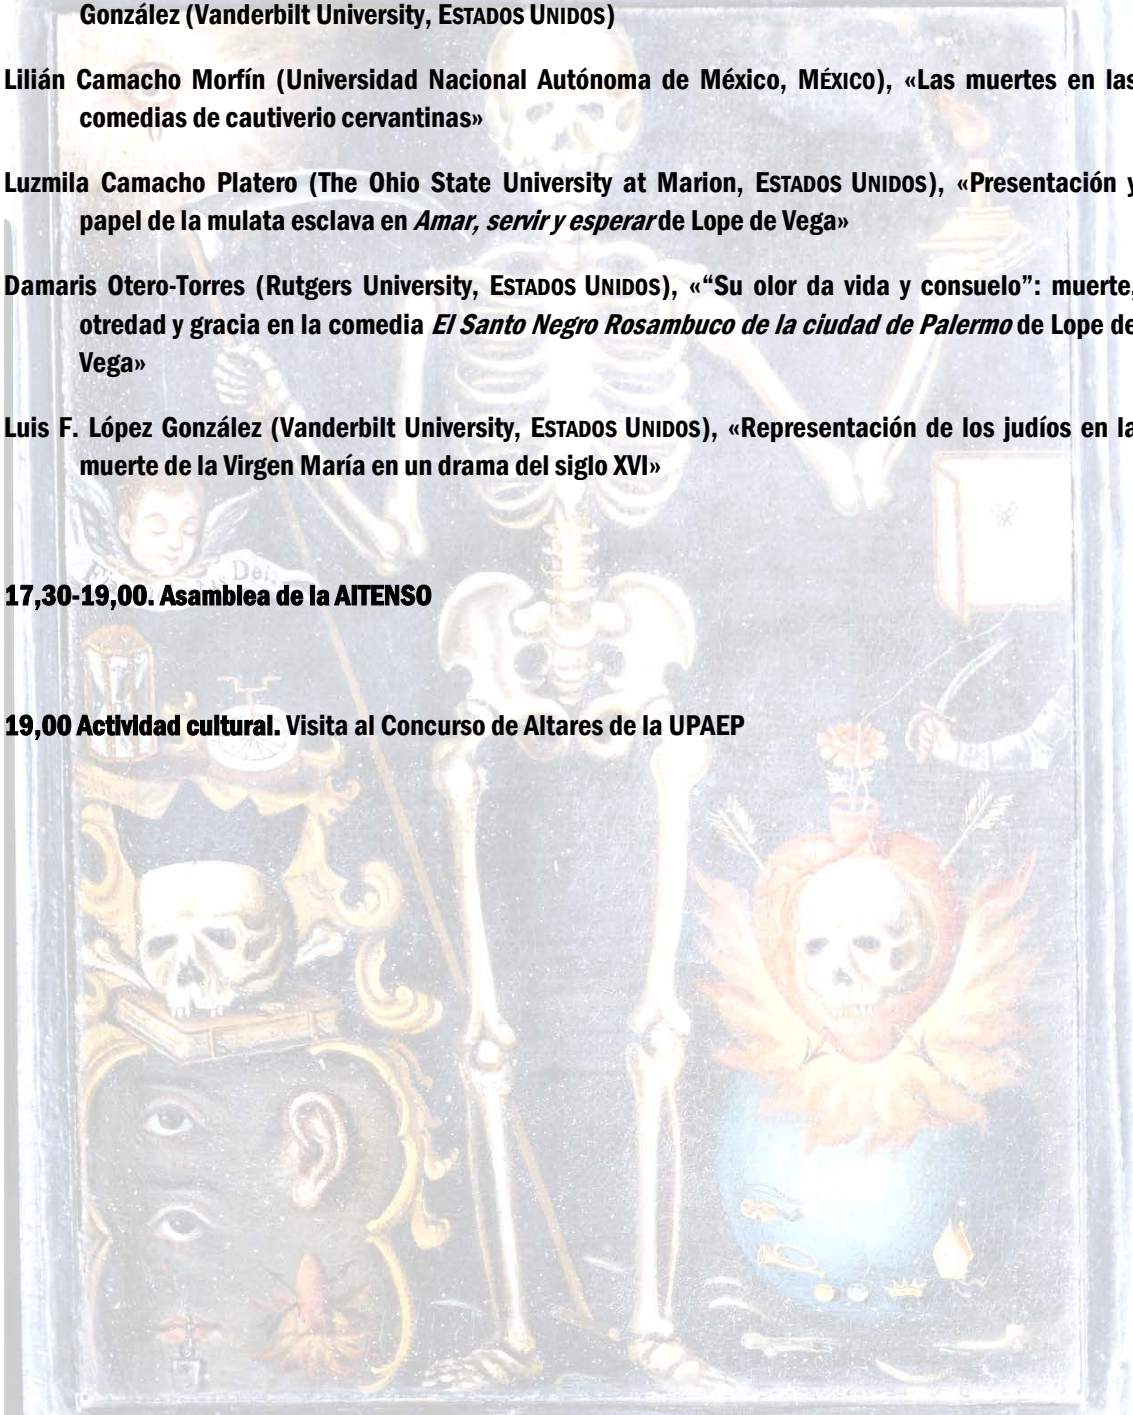 González (Vanderbilt University, ESTADOS UNIDOS)
Lilián Camacho Morfín (Universidad Nacional Autónoma de México, MÉXICO), «Las muertes en las
comedias de cautiverio cervantinas»
Luzmila Camacho Platero (The Ohio State University at Marion, ESTADOS UNIDOS), «Presentación y
papel de la mulata esclava en Amar, servir y esperar de Lope de Vega»
Damaris Otero-Torres (Rutgers University, ESTADOS UNIDOS), «“Su olor da vida y consuelo”: muerte,
otredad y gracia en la comedia El Santo Negro Rosambuco de la ciudad de Palermo de Lope de
Vega»
Luis F. López González (Vanderbilt University, ESTADOS UNIDOS), «Representación de los judíos en la
muerte de la Virgen María en un drama del siglo XVI»
Dei.
17,30-19,00. Asamblea de la AITENSO
19,00 Actividad cultural. Visita al Concurso de Altares de la UPAEP